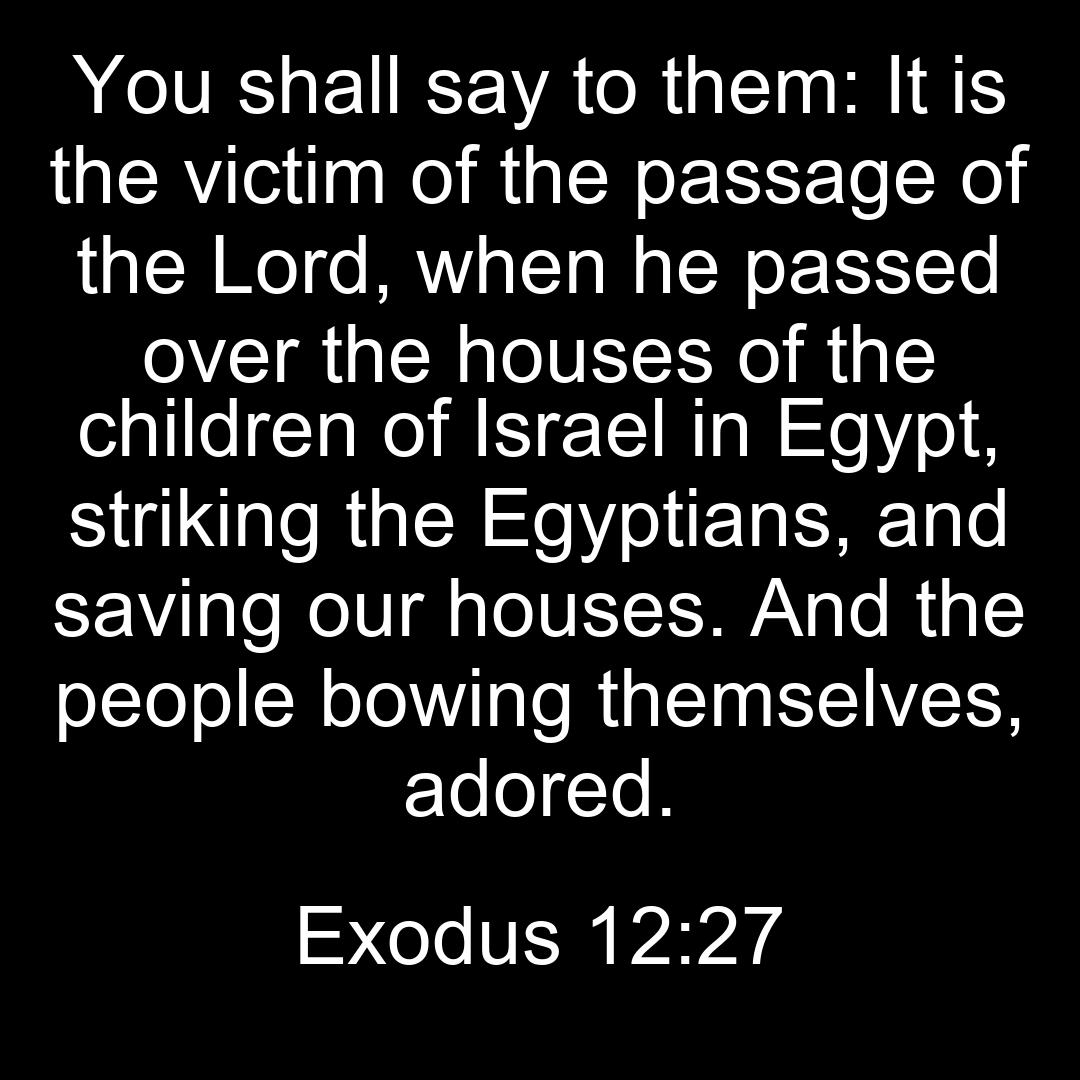 You shall say to them: It is
the victim of the passage of
the Lord, when he passed
over the houses of the
children of Israel in Egypt,
striking the Egyptians, and
saving our houses. And the
people bowing themselves,
adored.
Exodus 12:27